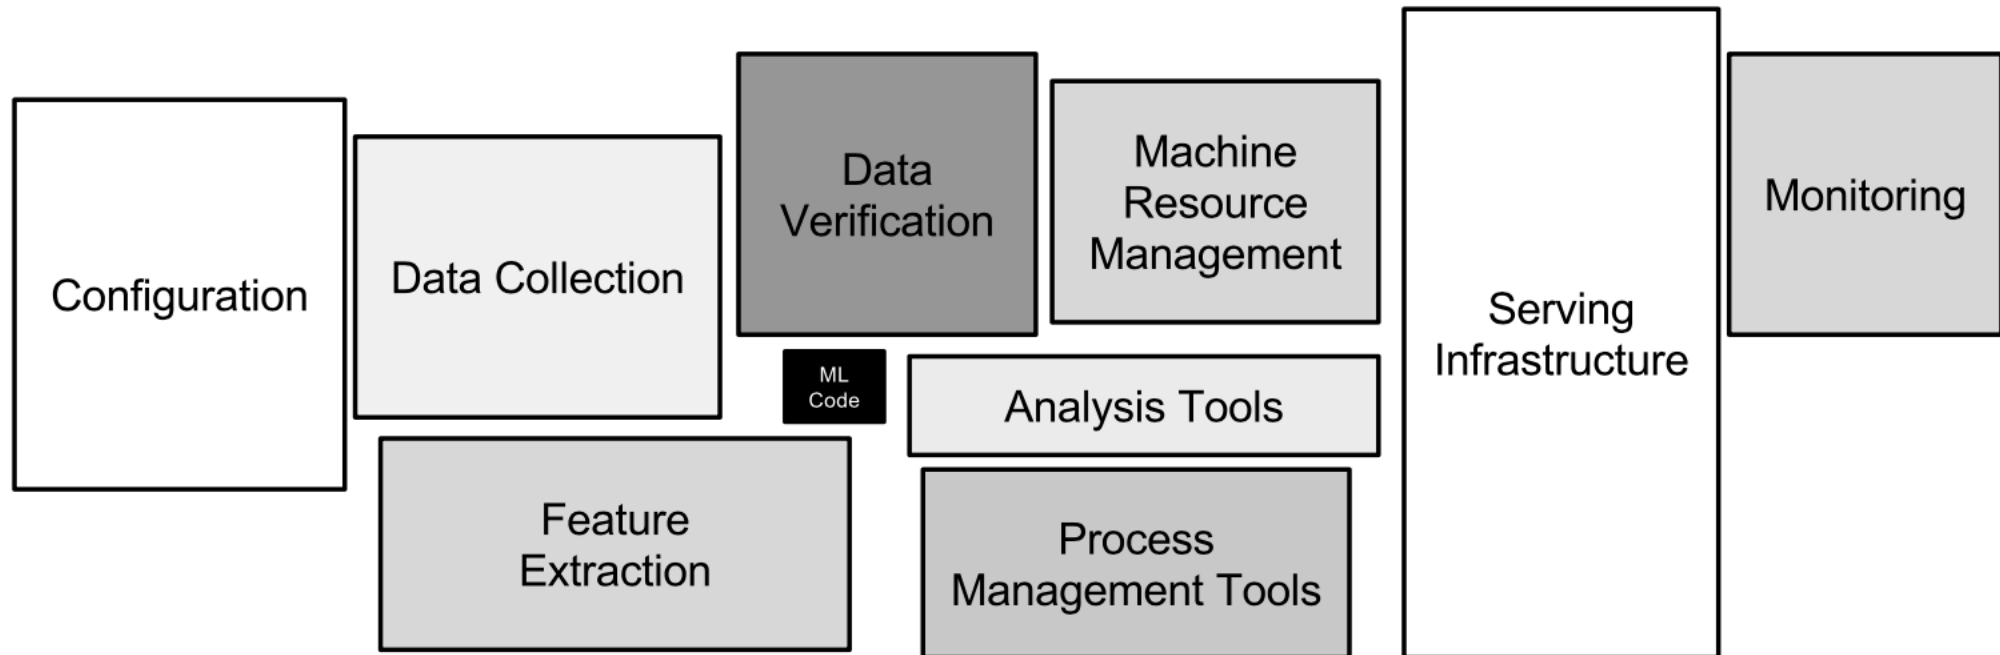 Configuration
Data Collection
Data
Verification
Machine
Resource
Management
Serving
Infrastructure
Monitoring
ML
Code
Analysis Tools
Feature
Extraction
Process
Management Tools